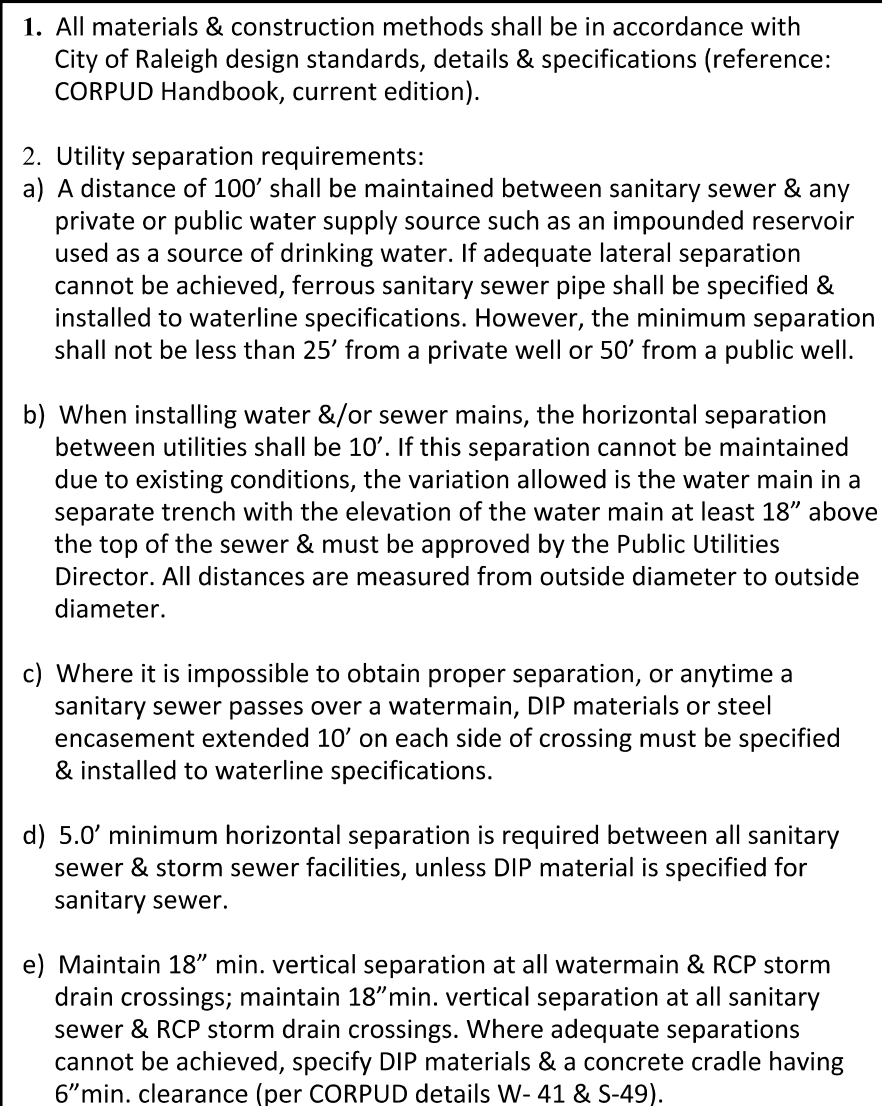 1. All materials & construction methods shall be in accordance with
City of Raleigh design standards, details & specifications (reference:
CORPUD Handbook, current edition).
2. Utility separation requirements:
a) A distance of 100′ shall be maintained between sanitary sewer & any
private or public water supply source such as an impounded reservoir
used as a source of drinking water. If adequate lateral separation
cannot be achieved, ferrous sanitary sewer pipe shall be specified &
installed to waterline specifications. However, the minimum separation
shall not be less than 25′ from a private well or 50′ from a public well.
b) When installing water &/or sewer mains, the horizontal separation
between utilities shall be 10′. If this separation cannot be maintained
due to existing conditions, the variation allowed is the water main in a
separate trench with the elevation of the water main at least 18″ above
the top of the sewer & must be approved by the Public Utilities
Director. All distances are measured from outside diameter to outside
diameter.
c) Where it is impossible to obtain proper separation, or anytime a
sanitary sewer passes over a watermain, DIP materials or steel
encasement extended 10′ on each side of crossing must be specified
& installed to waterline specifications.
d) 5.0′ minimum horizontal separation is required between all sanitary
sewer & storm sewer facilities, unless DIP material is specified for
sanitary sewer.
e) Maintain 18″ min. vertical separation at all watermain & RCP storm
drain crossings; maintain 18″min. vertical separation at all sanitary
sewer & RCP storm drain crossings. Where adequate separations
cannot be achieved, specify DIP materials & a concrete cradle having
6″min. clearance (per CORPUD details W- 41 & S-49).